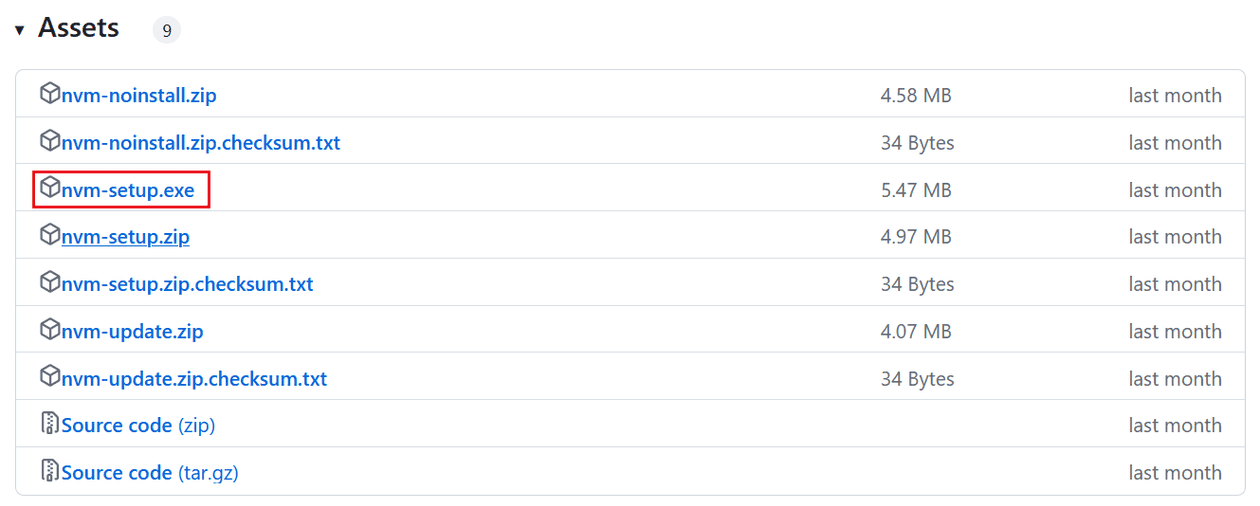 Assets 9
nvm-noinstall.zip 4.58 MB last month
nvm-noinstall.zip.checksum.txt 34 Bytes last month
nvm-setup.exe 5.47 MB last month
nvm-setup.zip 4.97 MB last month
nvm-setup.zip.checksum.txt 34 Bytes last month
nvm-update.zip 4.07 MB last month
nvm-update.zip.checksum.txt 34 Bytes last month
Source code (zip) last month
Source code (tar.gz) last month